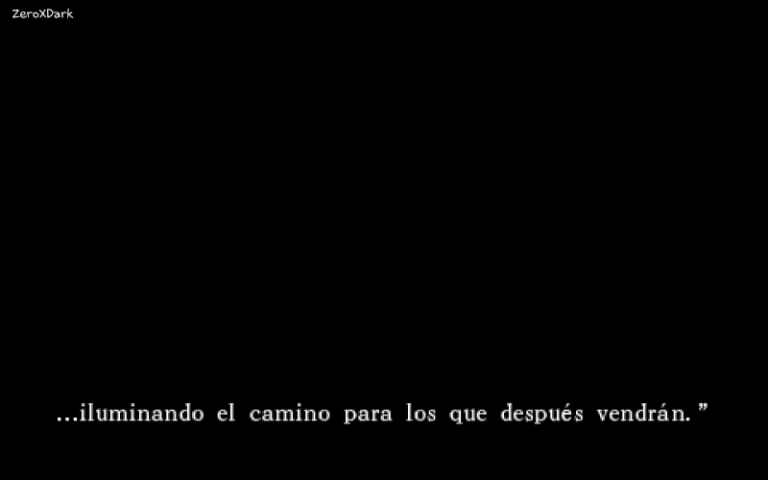 ZeroXDark
...iluminando el camino para los que después vendrán.”